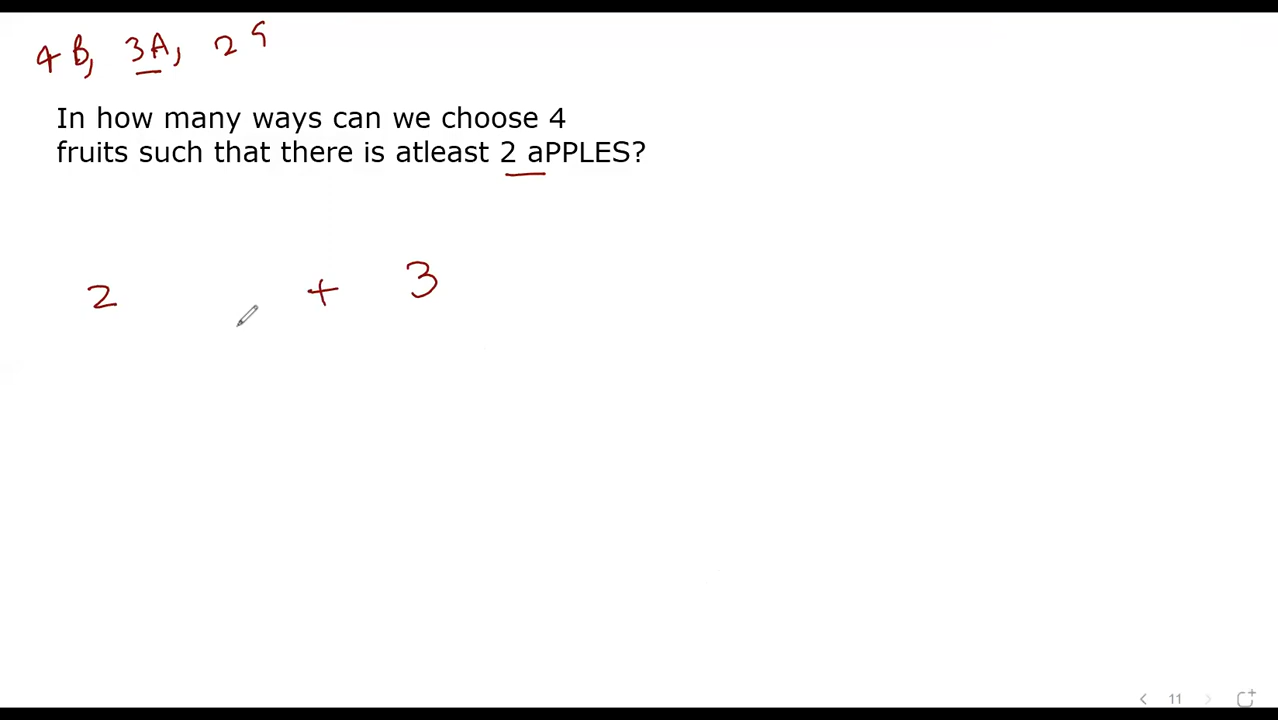 4 B, 3A, 2
In how many ways can we choose 4
fruits such that there is atleast 2 aPPLES?
2 + 3
11